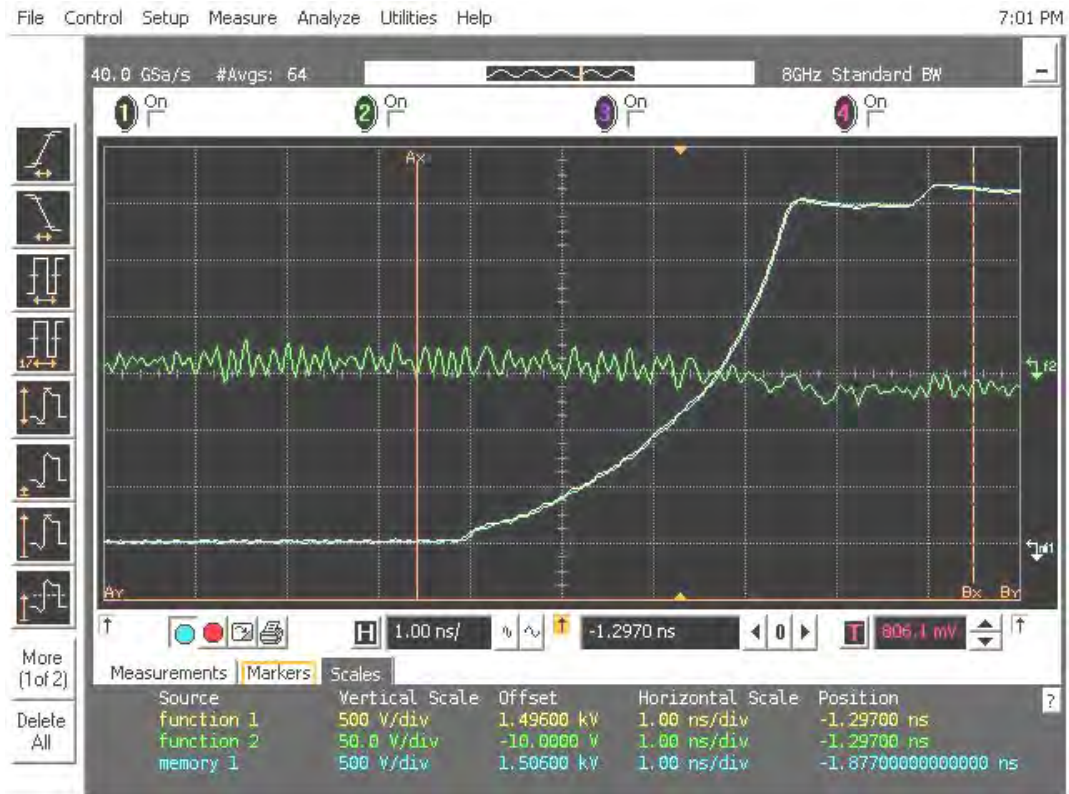 File Control Setup Measure Analyze Utilities Help 7:01 PM
40.0 GSa/s #Avgs: 64 8GHz Standard BW
1 On 2 On 3 On 4 On
Ax
f2
m1
Ay Bx By
H 1.00 ns/ -1.2970 ns 0 T 806.1 mV
More
(1of 2)
Delete
All
Measurements Markers Scales
Source Vertical Scale Offset Horizontal Scale Position
function 1 500 V/div 1.49600 kV 1.00 ns/div -1.29700 ns
function 2 50.0 V/div -10.0000 V 1.00 ns/div -1.29700 ns
memory 1 500 V/div 1.50600 kV 1.00 ns/div -1.87700000000000 ns
?